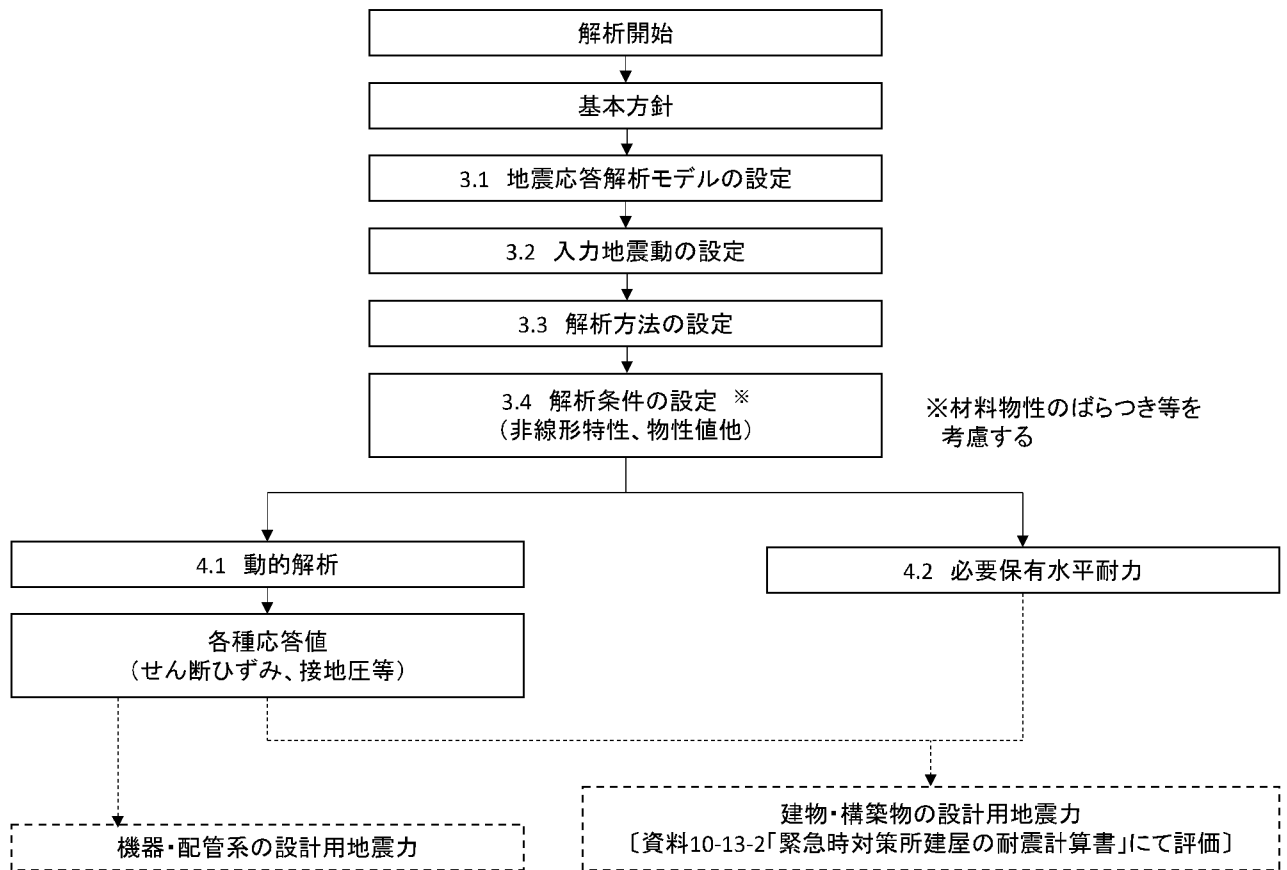 解析開始
基本方針
3.1 地震応答解析モデルの設定
3.2 入力地震動の設定
3.3 解析方法の設定
3.4 解析条件の設定 ※
（非線形特性、物性値他）
※材料物性のばらつき等を
考慮する
4.1 動的解析
4.2 必要保有水平耐力
各種応答値
（せん断ひずみ、接地圧等）
機器・配管系の設計用地震力
建物・構築物の設計用地震力
〔資料10-13-2「緊急時対策所建屋の耐震計算書」にて評価〕